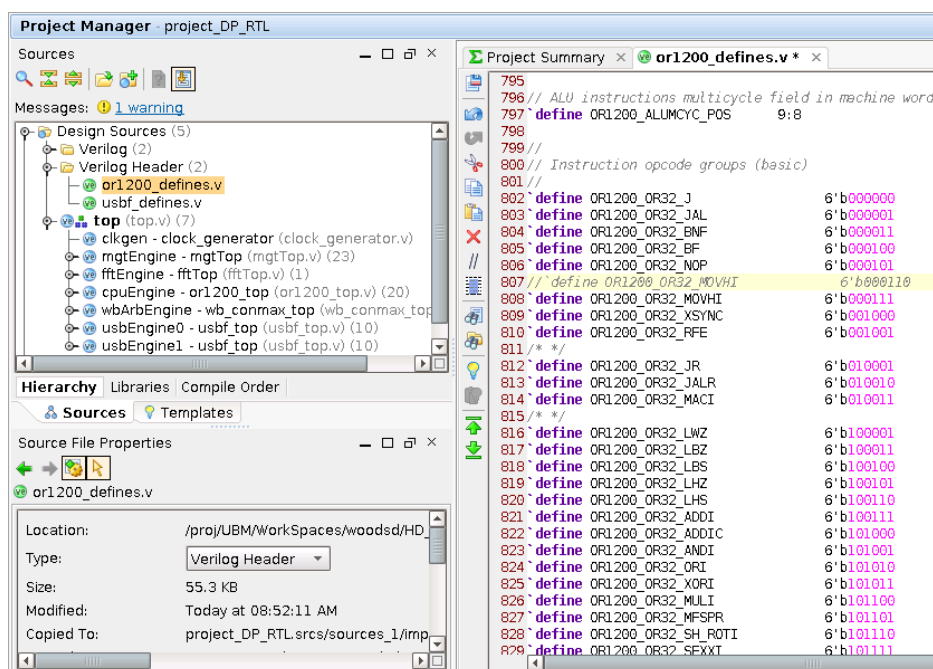 Project Manager - project_DP_RTL
Sources
Messages: 1 warning
Design Sources (5)
Verilog (2)
Verilog Header (2)
or1200_defines.v
usbf_defines.v
top (top.v) (7)
clkgen - clock_generator (clock_generator.v)
mgtEngine - mgtTop (mgtTop.v) (23)
fftEngine - fftTop (fftTop.v) (1)
cpuEngine - or1200_top (or1200_top.v) (20)
wbArbEngine - wb_conmax_top (wb_conmax_top
usbEngine0 - usbf_top (usbf_top.v) (10)
usbEngine1 - usbf_top (usbf_top.v) (10)
Hierarchy Libraries Compile Order
Sources Templates
Source File Properties
or1200_defines.v
Location: /proj/UBM/WorkSpaces/woodsd/HD_
Type: Verilog Header
Size: 55.3 KB
Modified: Today at 08:52:11 AM
Copied To: project_DP_RTL.srcs/sources_1/imp
Project Summary or1200_defines.v *
795
796 // ALU instructions multicycle field in machine word
797 `define OR1200_ALUMCYC_POS 9:8
798
799 //
800 // Instruction opcode groups (basic)
801 //
802 `define OR1200_OR32_J 6'b000000
803 `define OR1200_OR32_JAL 6'b000001
804 `define OR1200_OR32_BNF 6'b000011
805 `define OR1200_OR32_BF 6'b000100
806 `define OR1200_OR32_NOP 6'b000101
807 //`define OR1200_OR32_MOVHI 6'b000110
808 `define OR1200_OR32_MOVHI 6'b000111
809 `define OR1200_OR32_XSYNC 6'b001000
810 `define OR1200_OR32_RFE 6'b001001
811 /* */
812 `define OR1200_OR32_JR 6'b010001
813 `define OR1200_OR32_JALR 6'b010010
814 `define OR1200_OR32_MACI 6'b010011
815 /* */
816 `define OR1200_OR32_LWZ 6'b100001
817 `define OR1200_OR32_LBZ 6'b100011
818 `define OR1200_OR32_LBS 6'b100100
819 `define OR1200_OR32_LHZ 6'b100101
820 `define OR1200_OR32_LHS 6'b100110
821 `define OR1200_OR32_ADDI 6'b100111
822 `define OR1200_OR32_ADDIC 6'b101000
823 `define OR1200_OR32_ANDI 6'b101001
824 `define OR1200_OR32_ORI 6'b101010
825 `define OR1200_OR32_XORI 6'b101011
826 `define OR1200_OR32_MULI 6'b101100
827 `define OR1200_OR32_MFSPR 6'b101101
828 `define OR1200_OR32_SH_ROTI 6'b101110
829 `define OR1200_OR32_SFXXI 6'b101111